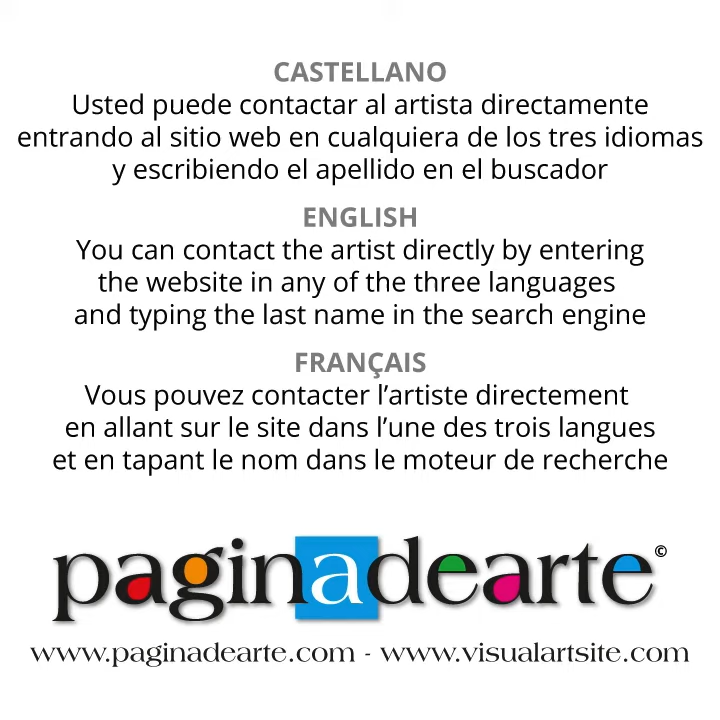 CASTELLANO
Usted puede contactar al artista directamente
entrando al sitio web en cualquiera de los tres idiomas
y escribiendo el apellido en el buscador
ENGLISH
You can contact the artist directly by entering
the website in any of the three languages
and typing the last name in the search engine
FRANÇAIS
Vous pouvez contacter l’artiste directement
en allant sur le site dans l’une des trois langues
et en tapant le nom dans le moteur de recherche
paginadearte©
www.paginadearte.com - www.visualartsite.com